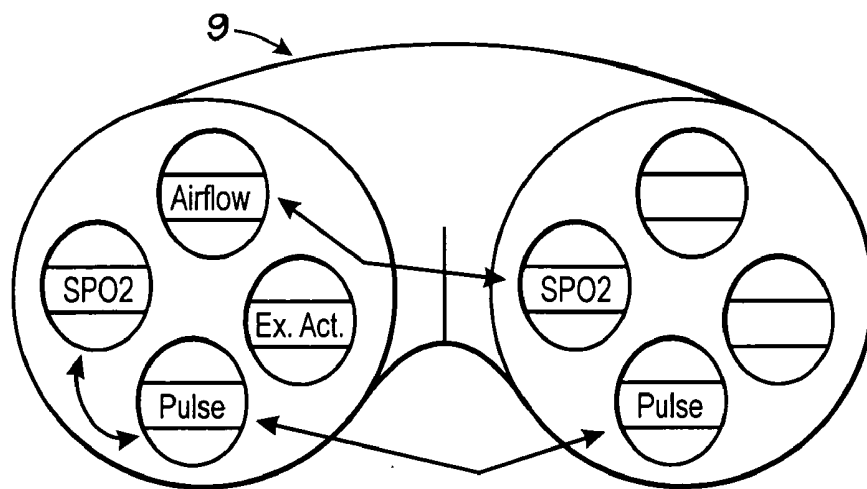 9
Airflow
SPO2
Ex. Act.
Pulse
SPO2
Pulse